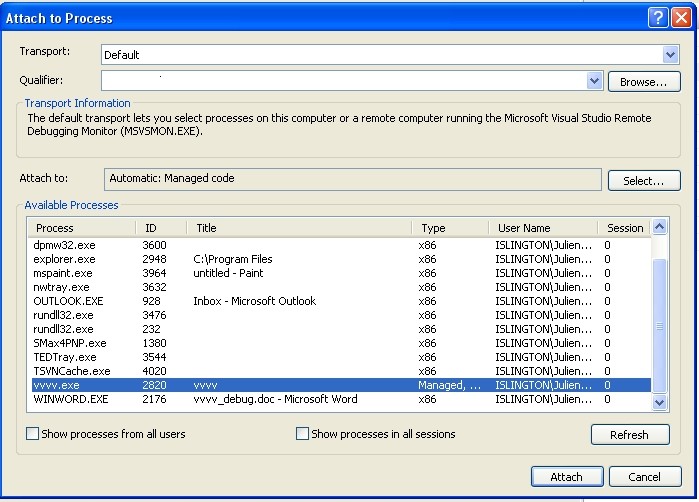 Attach to Process
Transport: Default
Qualifier: Browse...
Transport Information
The default transport lets you select processes on this computer or a remote computer running the Microsoft Visual Studio Remote
Debugging Monitor (MSVSMON.EXE).
Attach to: Automatic: Managed code Select...
Available Processes
Process ID Title Type User Name Session
dpmw32.exe 3600 x86 ISLINGTON\Julien... 0
explorer.exe 2948 C:\Program Files x86 ISLINGTON\Julien... 0
mspaint.exe 3964 untitled - Paint x86 ISLINGTON\Julien... 0
nwtray.exe 3632 x86 ISLINGTON\Julien... 0
OUTLOOK.EXE 928 Inbox - Microsoft Outlook x86 ISLINGTON\Julien... 0
rundll32.exe 3476 x86 ISLINGTON\Julien... 0
rundll32.exe 232 x86 ISLINGTON\Julien... 0
SMax4PNP.exe 1380 x86 ISLINGTON\Julien... 0
TEDTray.exe 3544 x86 ISLINGTON\Julien... 0
TSVNCache.exe 4020 x86 ISLINGTON\Julien... 0
vvvv.exe 2820 vvvv Managed, ... ISLINGTON\Julien... 0
WINWORD.EXE 2176 vvvv_debug.doc - Microsoft Word x86 ISLINGTON\Julien... 0
Show processes from all users Show processes in all sessions Refresh
Attach Cancel